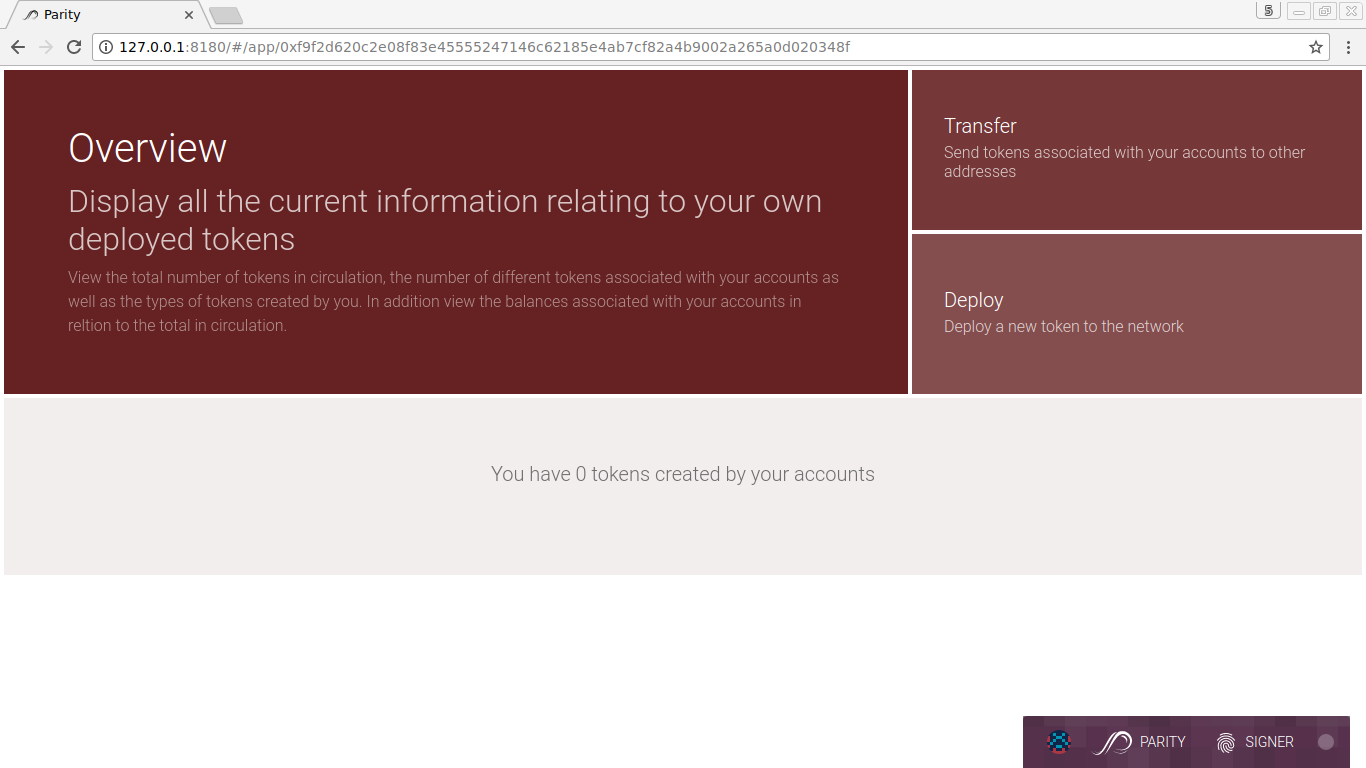 Parity
5
127.0.0.1:8180/#/app/0xf9f2d620c2e08f83e45555247146c62185e4ab7cf82a4b9002a265a0d020348f
Overview
Display all the current information relating to your own
deployed tokens
View the total number of tokens in circulation, the number of different tokens associated with your accounts as
well as the types of tokens created by you. In addition view the balances associated with your accounts in
reltion to the total in circulation.
Transfer
Send tokens associated with your accounts to other
addresses
Deploy
Deploy a new token to the network
You have 0 tokens created by your accounts
PARITY
SIGNER